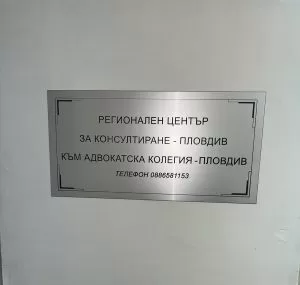 РЕГИОНАЛЕН ЦЕНТЪР
ЗА КОНСУЛТИРАНЕ - ПЛОВДИВ
КЪМ АДВОКАТСКА КОЛЕГИЯ - ПЛОВДИВ
ТЕЛЕФОН 0886581153